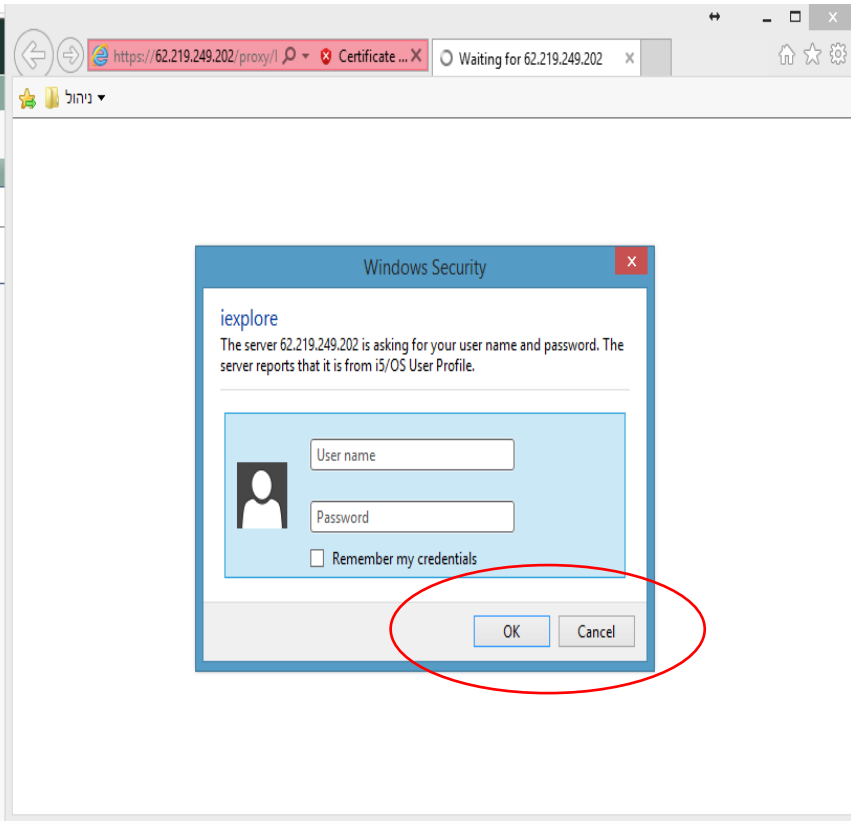 https://62.219.249.202/proxy/l
Certificate ...
Waiting for 62.219.249.202
ניהול
Windows Security
iexplore
The server 62.219.249.202 is asking for your user name and password. The
server reports that it is from i5/OS User Profile.
User name
Password
Remember my credentials
OK
Cancel